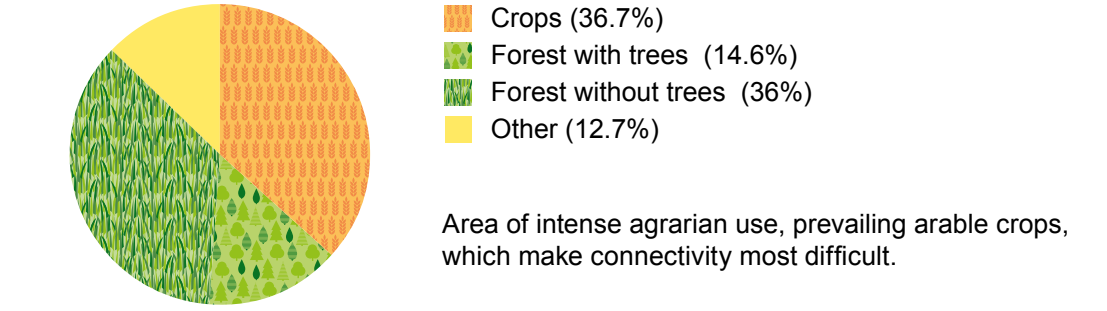 Crops (36.7%)
Forest with trees  (14.6%)
Forest without trees  (36%)
Other (12.7%)
Area of intense agrarian use, prevailing arable crops,
which make connectivity most difficult.